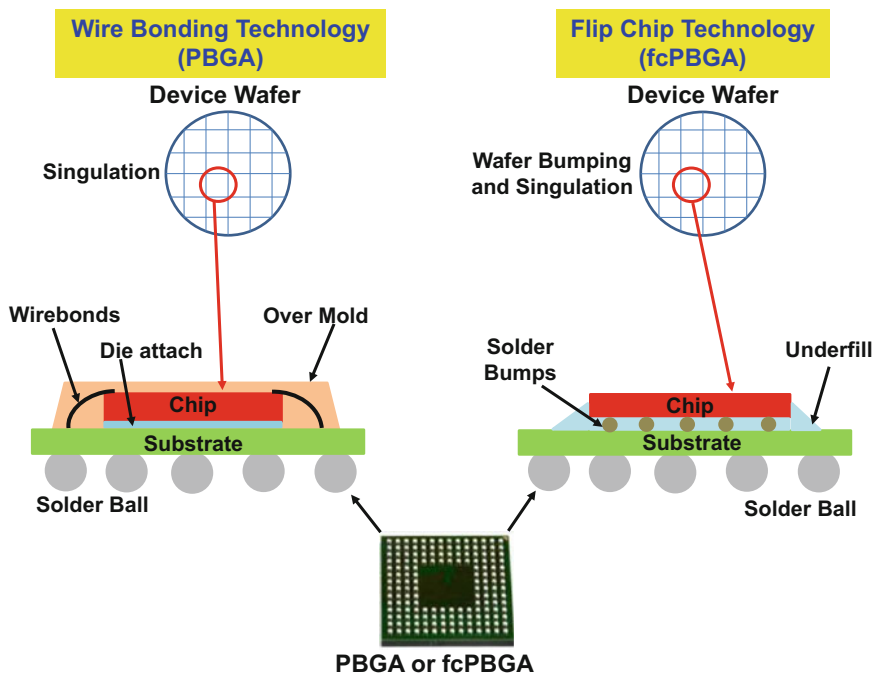 Wire Bonding Technology
(PBGA)
Device Wafer
Singulation
Wirebonds
Over Mold
Die attach
Chip
Substrate
Solder Ball
Flip Chip Technology
(fcPBGA)
Device Wafer
Wafer Bumping
and Singulation
Solder
Bumps
Underfill
Chip
Substrate
Solder Ball
PBGA or fcPBGA